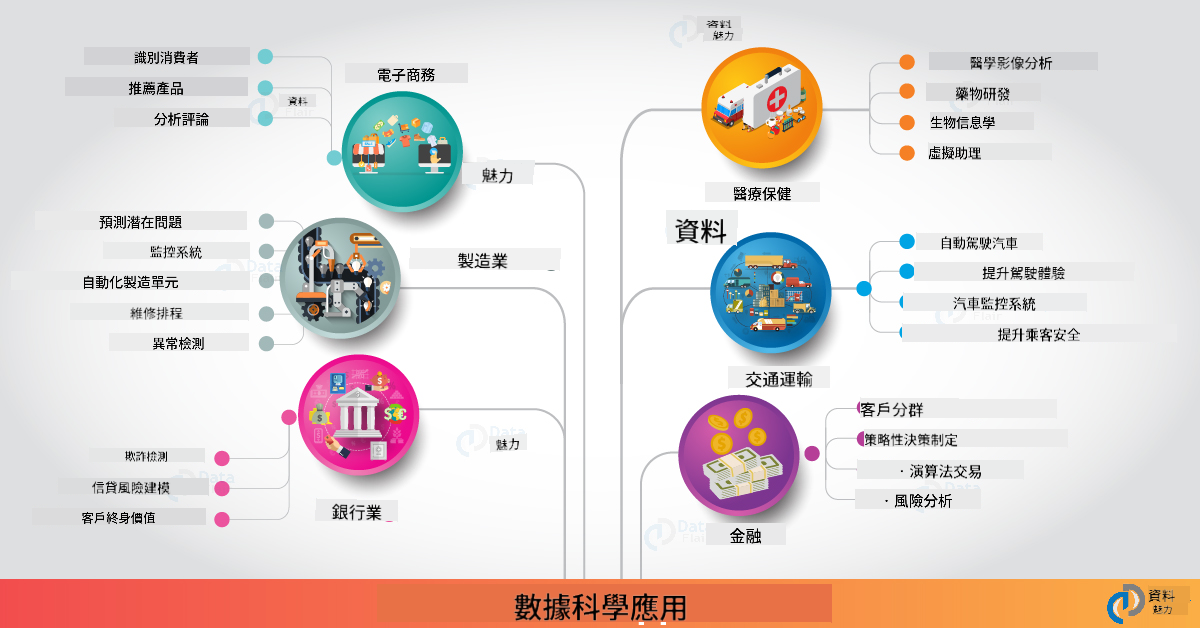 識別消費者
推薦產品
分析評論
資料
電子商務
魅力
預測潛在問題
監控系統
自動化製造單元
維修排程
異常檢測
製造業
欺詐檢測
信貸風險建模
客戶終身價值
銀行業
魅力
資料
魅力
醫學影像分析
藥物研發
生物信息學
虛擬助理
醫療保健
資料
自動駕駛汽車
提升駕駛體驗
汽車監控系統
提升乘客安全
交通運輸
客戶分群
策略性決策制定
· 演算法交易
· 風險分析
金融
數據科學應用
資料
魅力